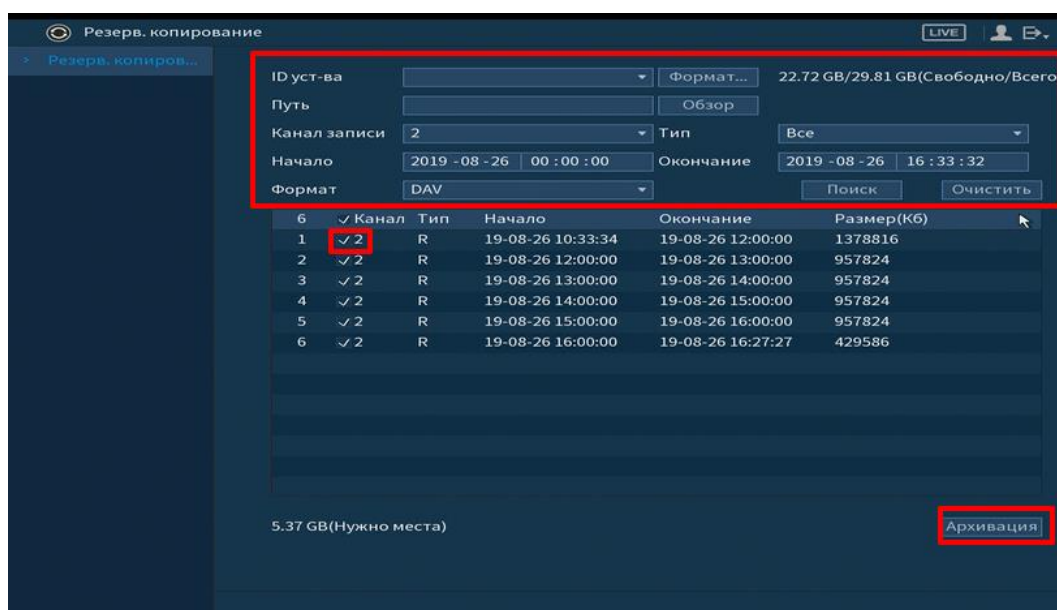 Резерв. копирование LIVE
Резерв. копиров...
ID уст-ва Формат... 22.72 GB/29.81 GB(Свободно/Всего
Путь Обзор
Канал записи 2 Тип Все
Начало 2019 -08 -26 00 :00 :00 Окончание 2019 -08 -26 16 : 33 : 32
Формат DAV Поиск Очистить
6 Канал Тип Начало Окончание Размер(Кб)
1 2 R 19-08-26 10:33:34 19-08-26 12:00:00 1378816
2 2 R 19-08-26 12:00:00 19-08-26 13:00:00 957824
3 2 R 19-08-26 13:00:00 19-08-26 14:00:00 957824
4 2 R 19-08-26 14:00:00 19-08-26 15:00:00 957824
5 2 R 19-08-26 15:00:00 19-08-26 16:00:00 957824
6 2 R 19-08-26 16:00:00 19-08-26 16:27:27 429586
5.37 GB(Нужно места) Архивация